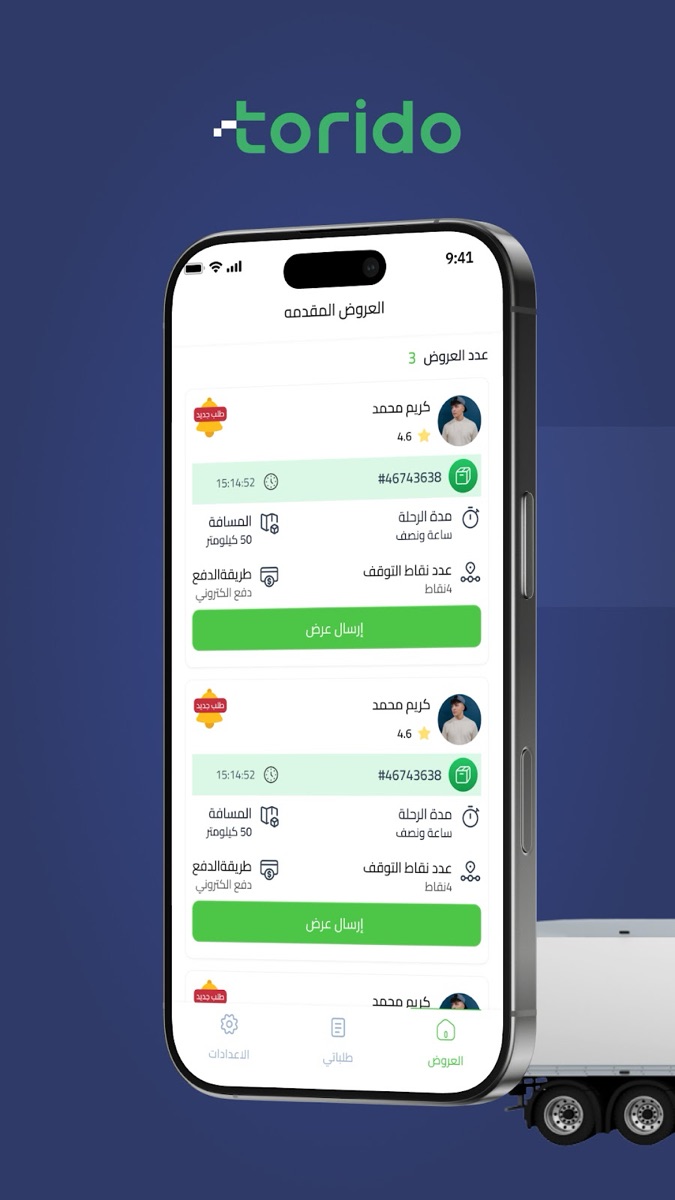 torido
9:41
العروض المقدمه
عدد العروض 3
كريم محمد
طلب جديد
4.6
#46743638
15:14:52
مدة الرحلة
المسافة
ساعة ونصف
50 كيلومتر
عدد نقاط التوقف
طريقةالدفع
4نقاط
دفع الكتروني
إرسال عرض
كريم محمد
طلب جديد
4.6
#46743638
15:14:52
مدة الرحلة
المسافة
ساعة ونصف
50 كيلومتر
عدد نقاط التوقف
طريقةالدفع
4نقاط
دفع الكتروني
إرسال عرض
كريم محمد
طلب جديد
العروض
طلباتي
الاعدادات